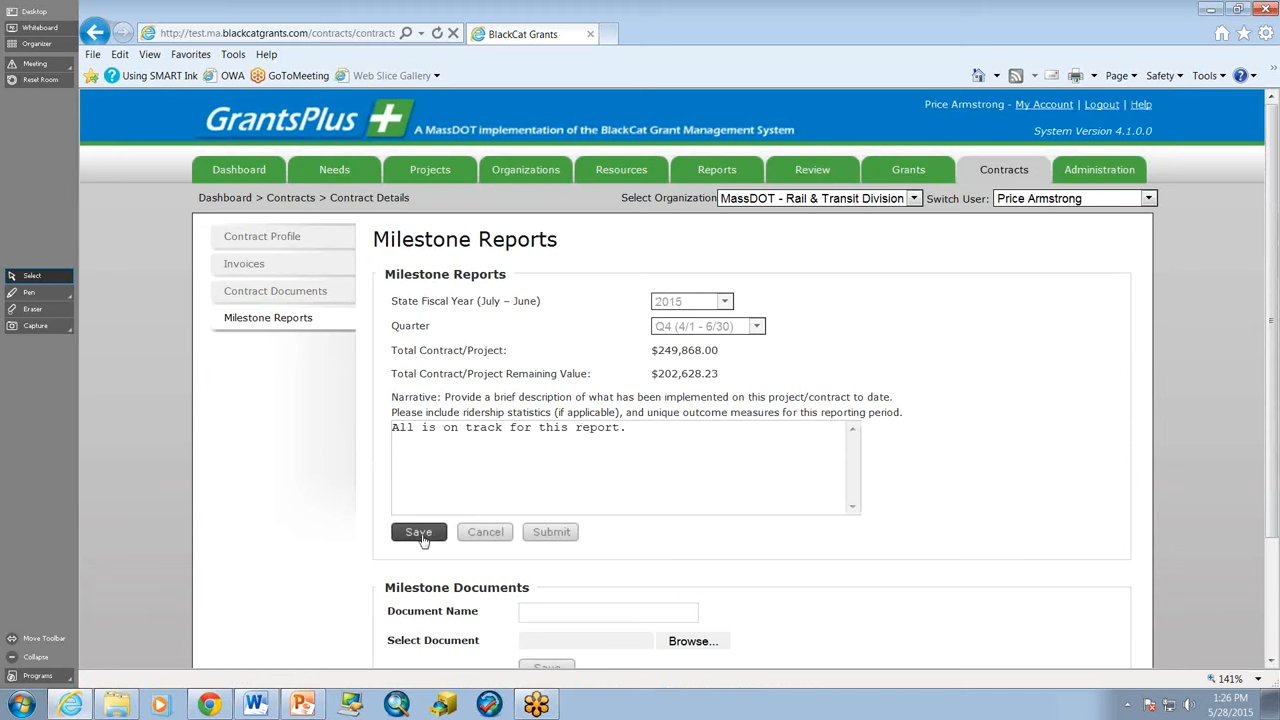 Desktop
Whiteboard
Organizer
Meeting
Reset Room
Select
Pen
Eraser
Capture
Move Toolbar
Collapse
Programs
http://test.ma.blackcatgrants.com/contracts/contracts
BlackCat Grants
File Edit View Favorites Tools Help
Using SMART Ink OWA GoToMeeting Web Slice Gallery
Page Safety Tools
GrantsPlus+ A MassDOT implementation of the BlackCat Grant Management System
Price Armstrong - My Account | Logout | Help
System Version 4.1.0.0
Dashboard Needs Projects Organizations Resources Reports Review Grants Contracts Administration
Dashboard > Contracts > Contract Details
Select Organization MassDOT - Rail & Transit Division Switch User: Price Armstrong
Contract Profile
Invoices
Contract Documents
Milestone Reports
Milestone Reports
Milestone Reports
State Fiscal Year (July – June) 2015
Quarter Q4 (4/1 - 6/30)
Total Contract/Project: $249,868.00
Total Contract/Project Remaining Value: $202,628.23
Narrative: Provide a brief description of what has been implemented on this project/contract to date.
Please include ridership statistics (if applicable), and unique outcome measures for this reporting period.
All is on track for this report.
Save Cancel Submit
Milestone Documents
Document Name
Select Document Browse...
Save
141%
1:26 PM
5/28/2015